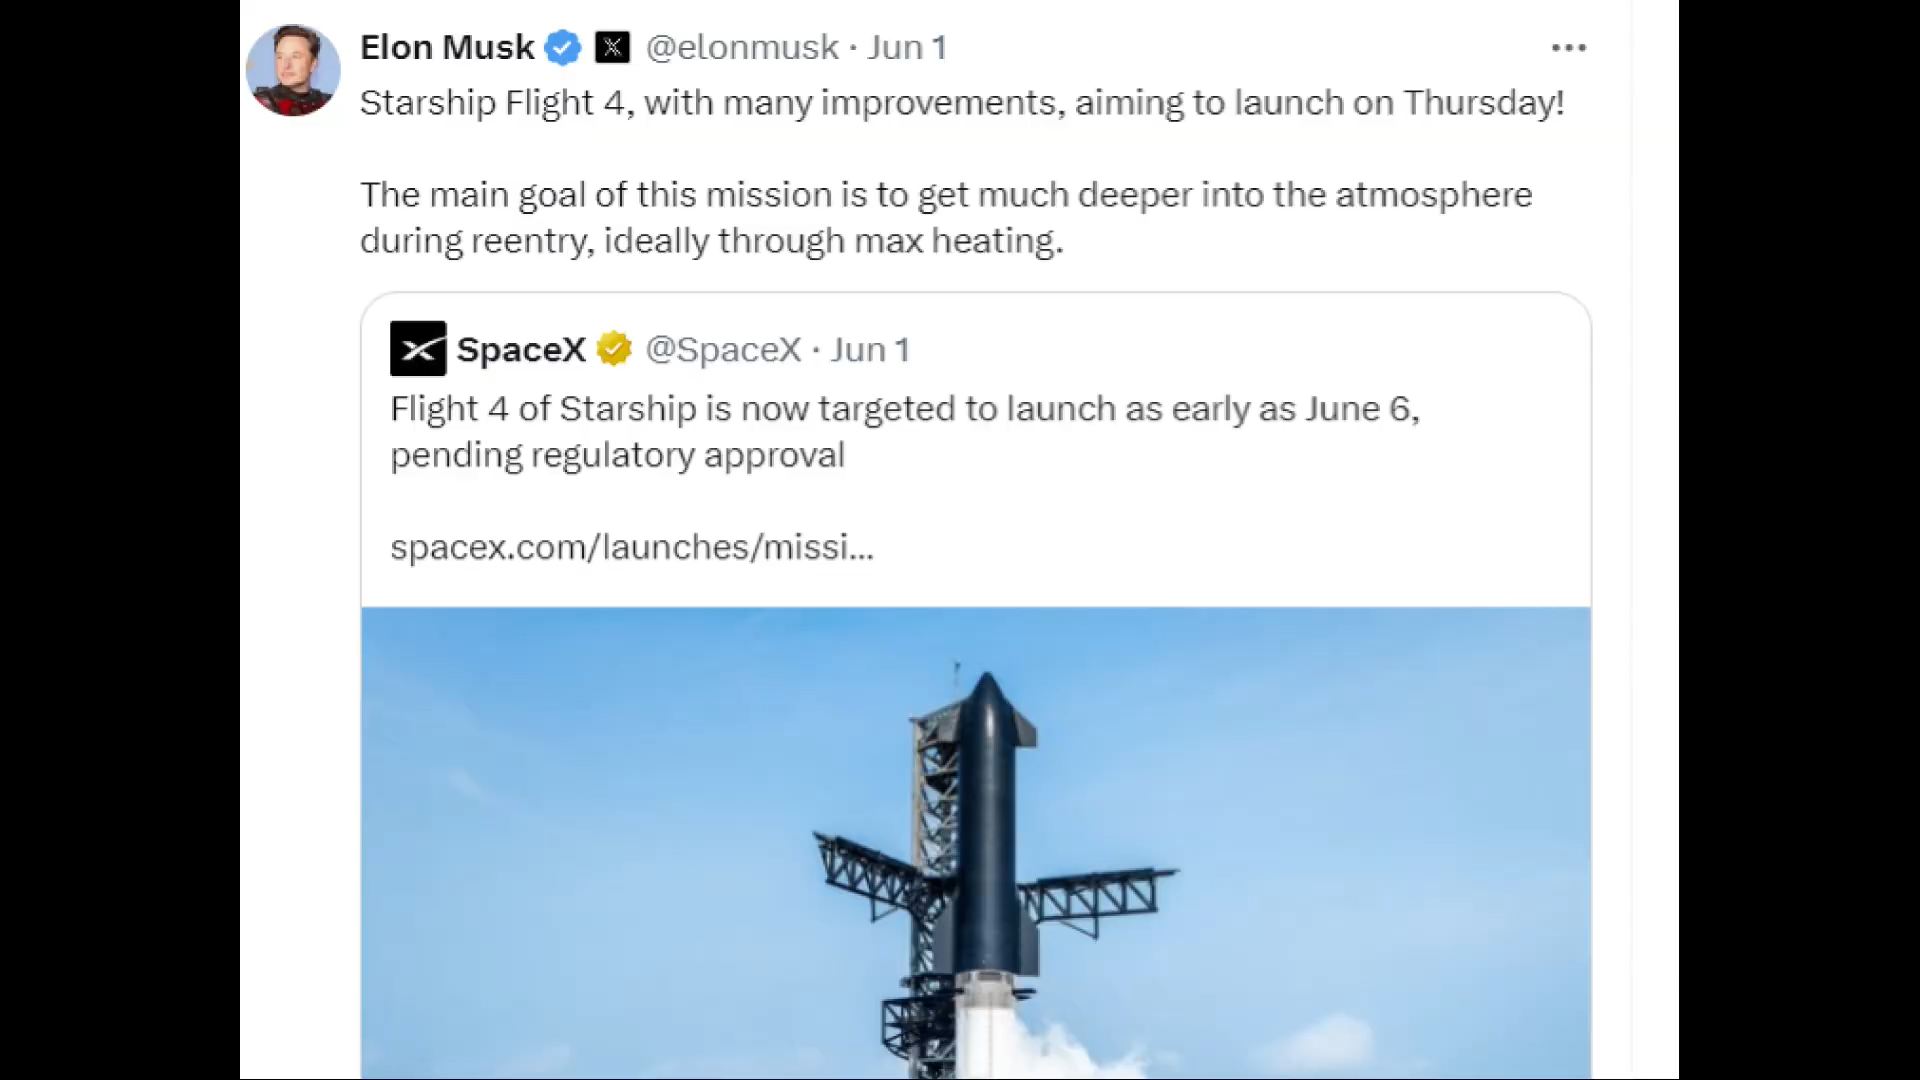 Elon Musk @elonmusk · Jun 1
Starship Flight 4, with many improvements, aiming to launch on Thursday!
The main goal of this mission is to get much deeper into the atmosphere
during reentry, ideally through max heating.
SpaceX @SpaceX · Jun 1
Flight 4 of Starship is now targeted to launch as early as June 6,
pending regulatory approval
spacex.com/launches/missi...